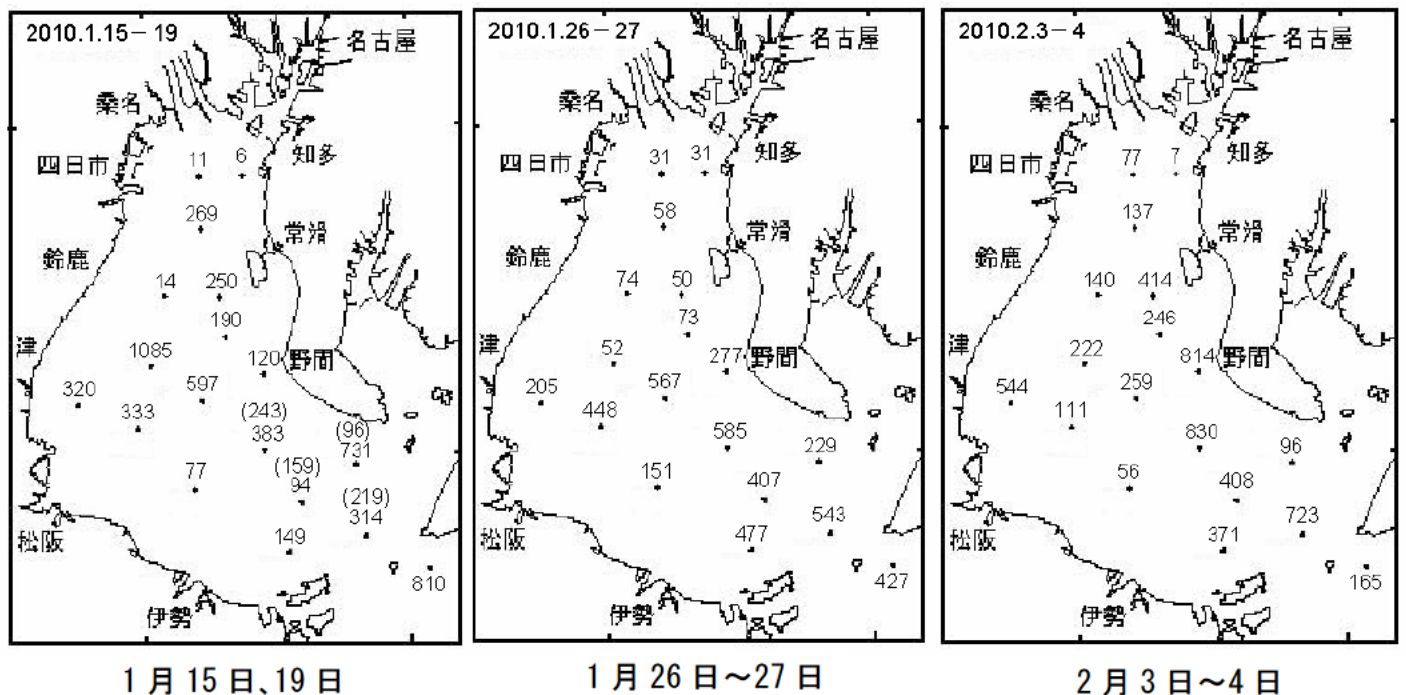 2010.1.15－19
名古屋
桑名
四日市
11
6
知多
269
常滑
鈴鹿
14
250
190
津
1085
120
野間
320
597
333
(243)
383
(96)
731
77
(159)
94
(219)
314
松阪
149
810
伊勢
1月15日、19日
2010.1.26－27
名古屋
桑名
四日市
31
31
知多
58
常滑
鈴鹿
74
50
73
津
52
277
野間
205
567
448
585
229
151
407
543
松阪
477
427
伊勢
1月26日～27日
2010.2.3－4
名古屋
桑名
四日市
77
7
知多
137
常滑
鈴鹿
140
414
246
津
222
814
野間
544
259
111
830
96
56
408
723
松阪
371
165
伊勢
2月3日～4日